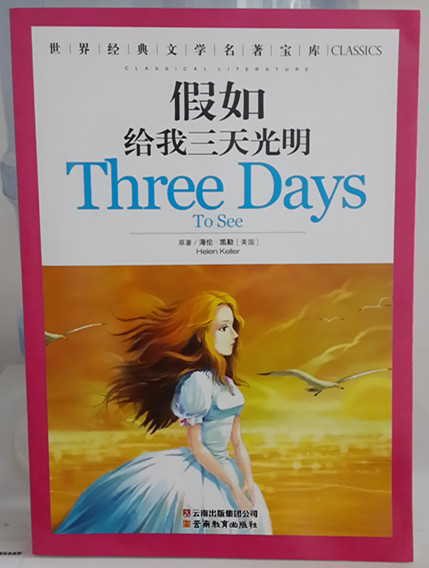 世界经典文学名著宝库|CLASSICS
CLASSICAL LITERATURE
假如
给我三天光明
Three Days
To See
原著/海伦·凯勒[美国]
Helen Keller
云南出版集团公司
云南教育出版社